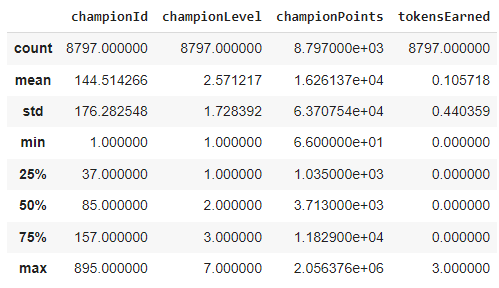 championId championLevel championPoints tokensEarned
count 8797.000000 8797.000000 8.797000e+03 8797.000000
mean 144.514266 2.571217 1.626137e+04 0.105718
std 176.282548 1.728392 6.370754e+04 0.440359
min 1.000000 1.000000 6.600000e+01 0.000000
25% 37.000000 1.000000 1.035000e+03 0.000000
50% 85.000000 2.000000 3.713000e+03 0.000000
75% 157.000000 3.000000 1.182900e+04 0.000000
max 895.000000 7.000000 2.056376e+06 3.000000